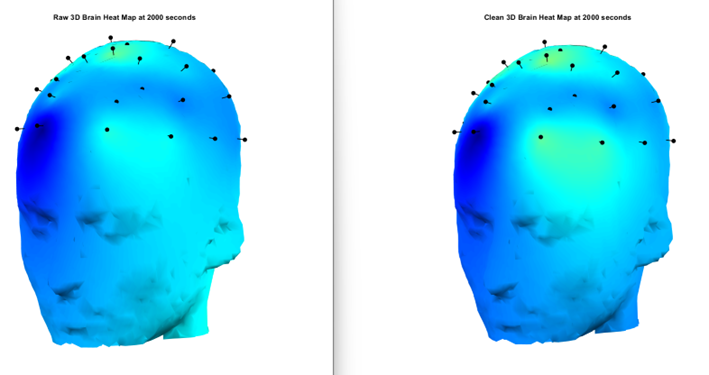 Raw 3D Brain Heat Map at 2000 seconds
Clean 3D Brain Heat Map at 2000 seconds